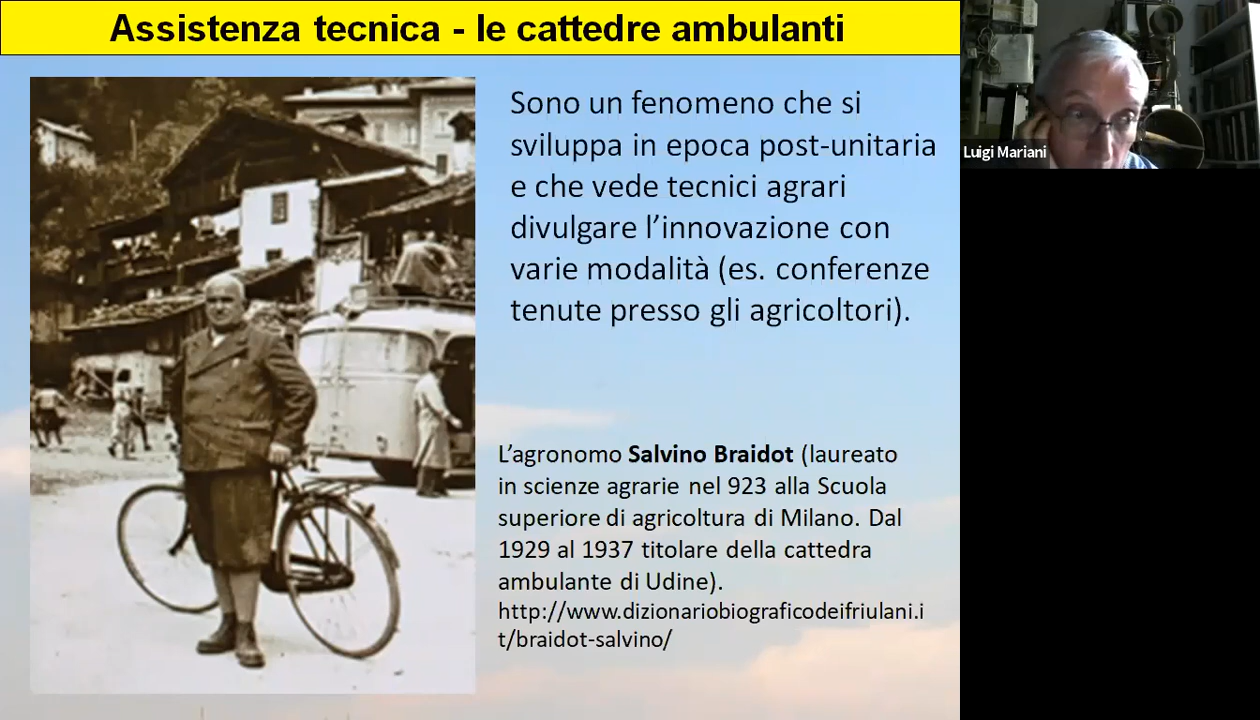 Assistenza tecnica - le cattedre ambulanti
Sono un fenomeno che si
sviluppa in epoca post-unitaria
e che vede tecnici agrari
divulgare l’innovazione con
varie modalità (es. conferenze
tenute presso gli agricoltori).
Luigi Mariani
L’agronomo Salvino Braidot (laureato
in scienze agrarie nel 923 alla Scuola
superiore di agricoltura di Milano. Dal
1929 al 1937 titolare della cattedra
ambulante di Udine).
http://www.dizionariobiograficodeifriulani.i
t/braidot-salvino/